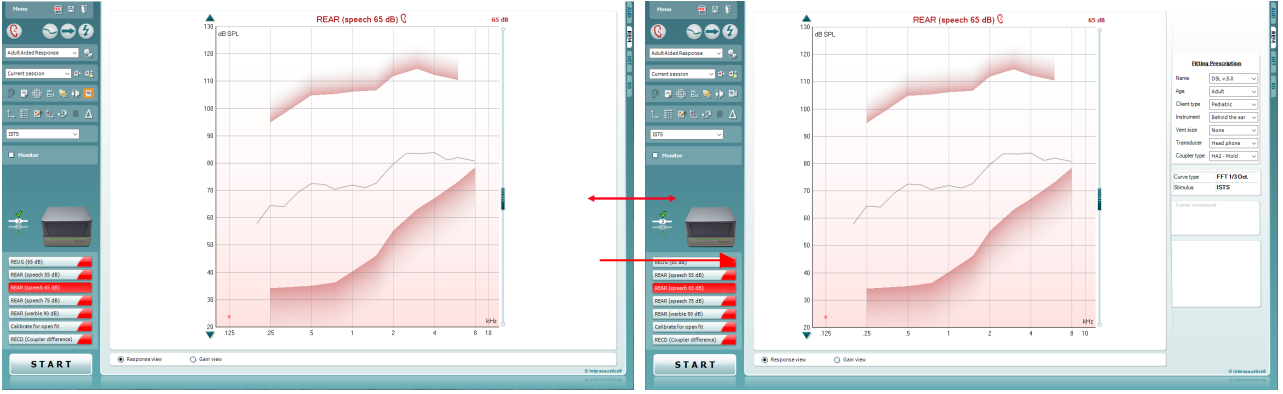 Menu
REAR (speech 65 dB)
65 dB
130
dB SPL
120
110
100
90
80
70
60
50
40
30
20
kHz
.125
.25
.5
1
2
4
8
10
Adult Aided Response
Current session
ISTS
Monitor
REUG (65 dB)
REAR (speech 55 dB)
REAR (speech 65 dB)
REAR (speech 75 dB)
REAR (warble 90 dB)
Calibrate for open fit
RECD (Coupler difference)
START
Response view
Gain view
© Interacoustics®
Menu
REAR (speech 65 dB)
65 dB
130
dB SPL
120
110
100
90
80
70
60
50
40
30
20
kHz
.125
.25
.5
1
2
4
8
10
Adult Aided Response
Current session
ISTS
Monitor
REUG (65 dB)
REAR (speech 55 dB)
REAR (speech 65 dB)
REAR (speech 75 dB)
REAR (warble 90 dB)
Calibrate for open fit
RECD (Coupler difference)
START
Response view
Gain view
Fitting Prescription
Name DSL v.5.0
Age Adult
Client type Pediatric
Instrument Behind the ear
Vent size None
Transducer Head phone
Coupler type HA2 - Mold
Curve type FFT 1/3 Oct.
Stimulus ISTS
Curve comment
© Interacoustics®